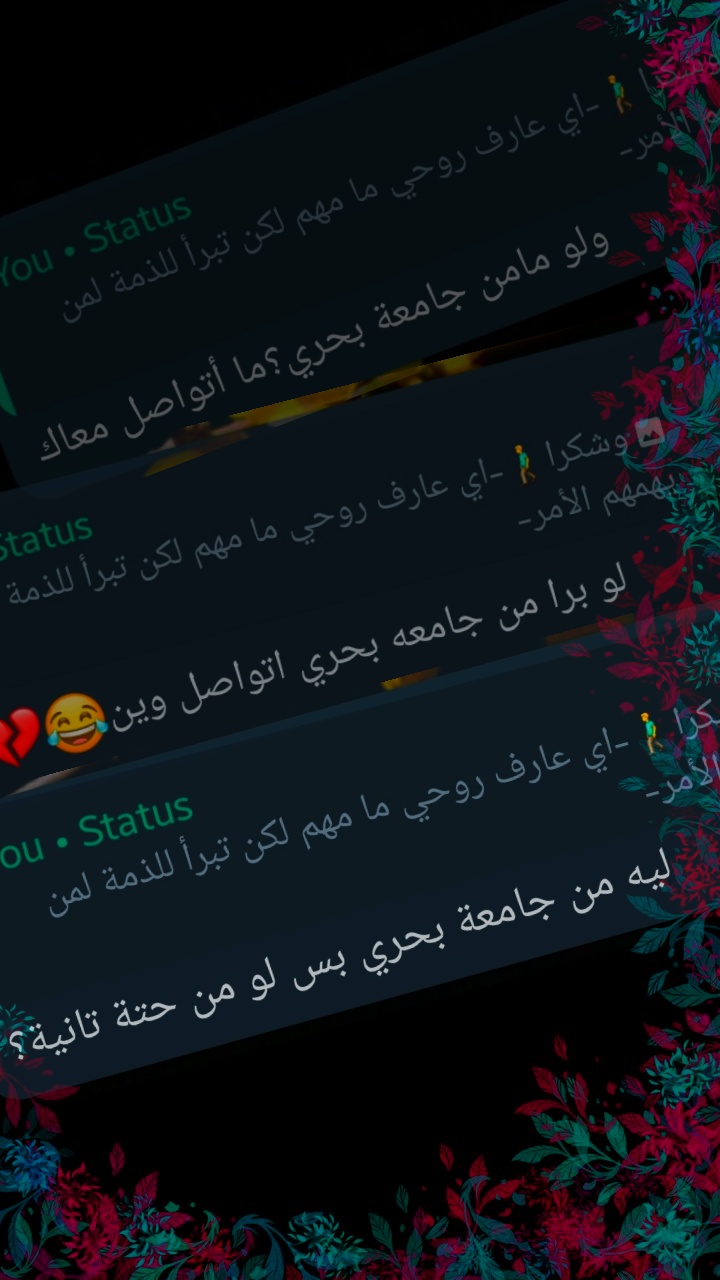 You • Status
وشكرا 🚶‍♂️ -اي عارف روحي ما مهم لكن تبرأ للذمة لمن
الأمر-
ولو مامن جامعة بحري؟ما أتواصل معاك
Status
وشكرا 🚶‍♂️ -اي عارف روحي ما مهم لكن تبرأ للذمة
يهمهم الأمر-
لو برا من جامعه بحري اتواصل وين😂💔
ou • Status
كرا 🚶‍♂️ -اي عارف روحي ما مهم لكن تبرأ للذمة لمن
الأمر-
ليه من جامعة بحري بس لو من حتة تانية؟